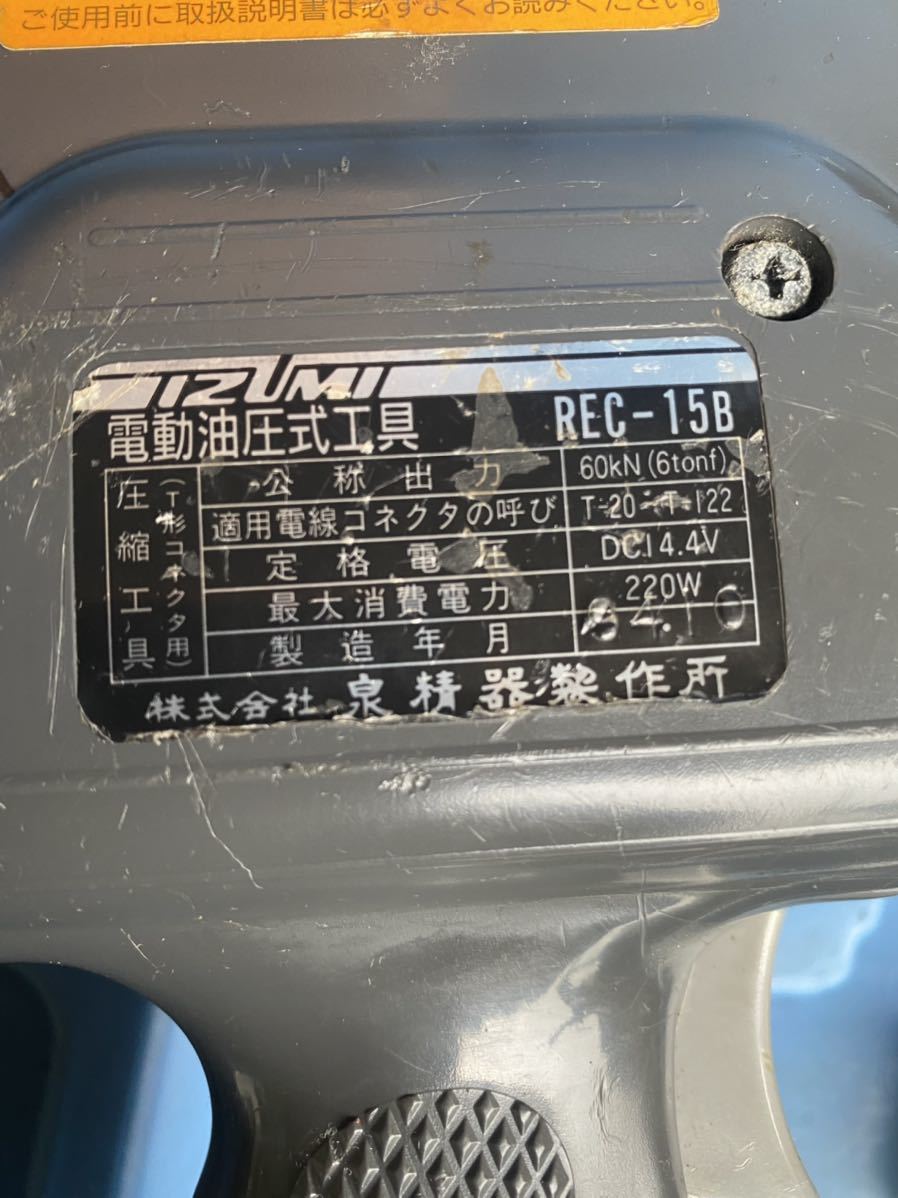 ご使用前に取扱説明書は必ずよくお読みください。
IZUMI
電動油圧式工具 REC-15B
圧縮工具
(T形コネクタ用)
公称出力 60kN(6tonf)
適用電線コネクタの呼び T-20-T-122
定格電圧 DC14.4V
最大消費電力 220W
製造年月 04.10
株式会社 泉精器製作所